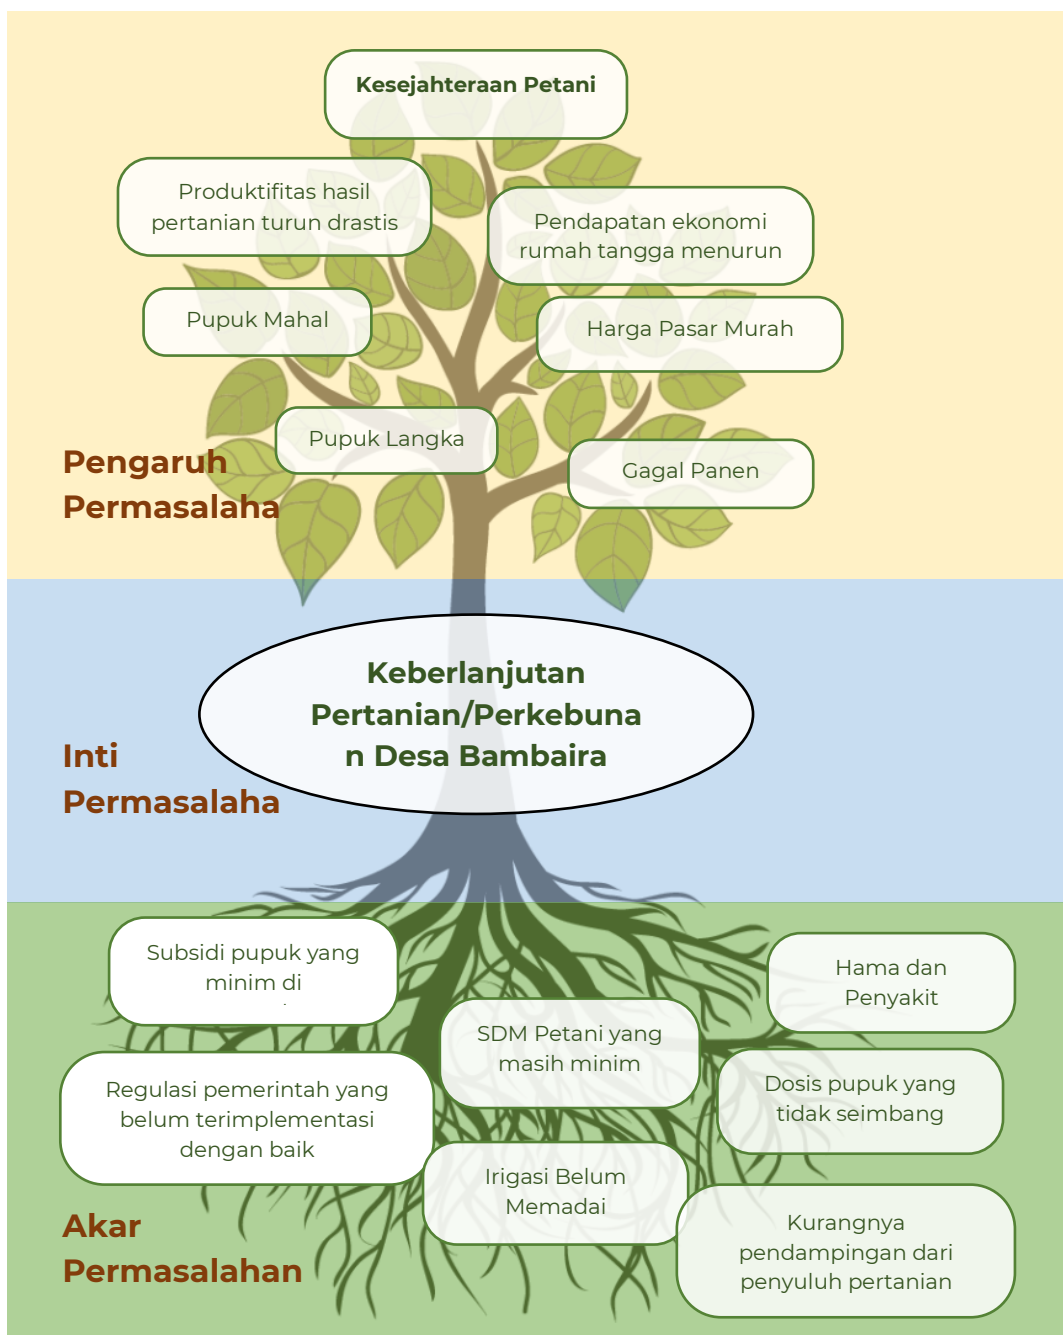 Kesejahteraan Petani
Produktifitas hasil
pertanian turun drastis
Pendapatan ekonomi
rumah tangga menurun
Pupuk Mahal
Harga Pasar Murah
Pupuk Langka
Gagal Panen
Pengaruh
Permasalaha
Keberlanjutan
Pertanian/Perkebuna
n Desa Bambaira
Inti
Permasalaha
Subsidi pupuk yang
minim di
Hama dan
Penyakit
SDM Petani yang
masih minim
Regulasi pemerintah yang
belum terimplementasi
dengan baik
Dosis pupuk yang
tidak seimbang
Irigasi Belum
Memadai
Kurangnya
pendampingan dari
penyuluh pertanian
Akar
Permasalahan